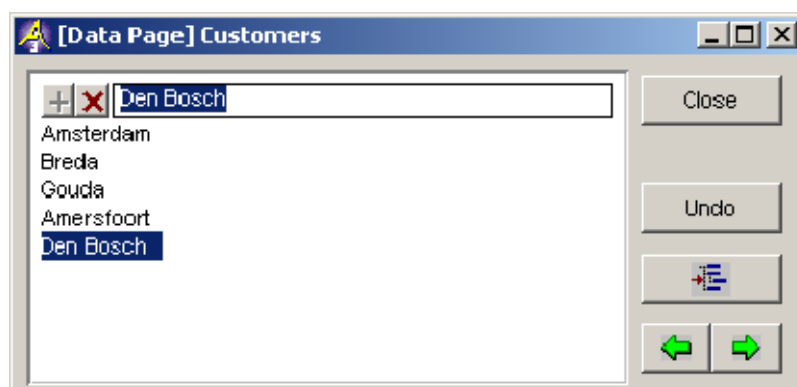 [Data Page] Customers
Den Bosch
Close
Amsterdam
Breda
Gouda
Amersfoort
Undo
Den Bosch